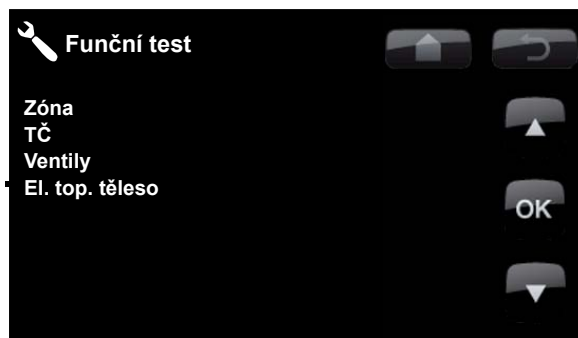 Funční test
Zóna
TČ
Ventily
El. top. těleso
OK